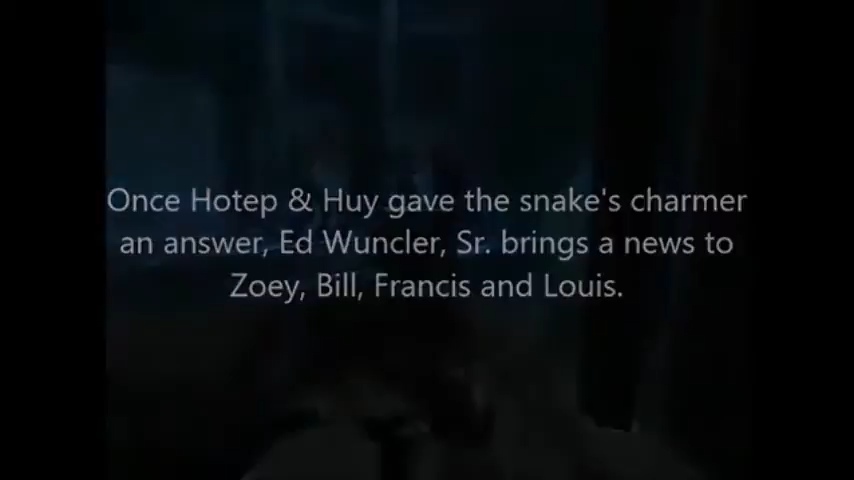 Once Hotep & Huy gave the snake's charmer
an answer, Ed Wuncler, Sr. brings a news to
Zoey, Bill, Francis and Louis.